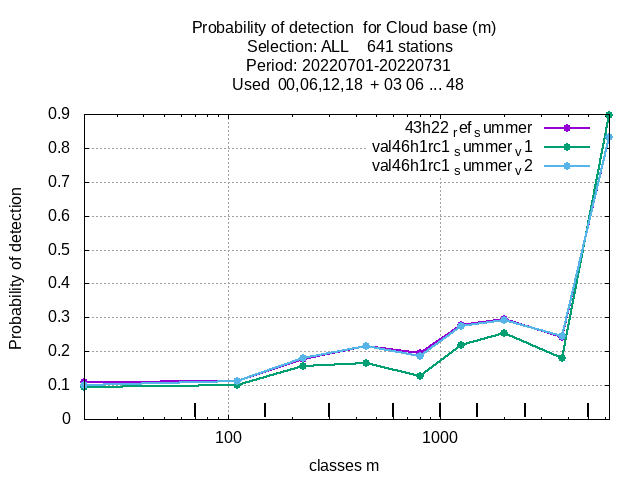 Probability of detection  for Cloud base (m)
Selection: ALL    641 stations
Period: 20220701-20220731
Used  00,06,12,18  + 03 06 ... 48
43h22 ref summer
val46h1rc1 summer v1
val46h1rc1 summer v2
0.9
0.8
0.7
0.6
0.5
0.4
0.3
0.2
0.1
0
Probability of detection
100
1000
classes m